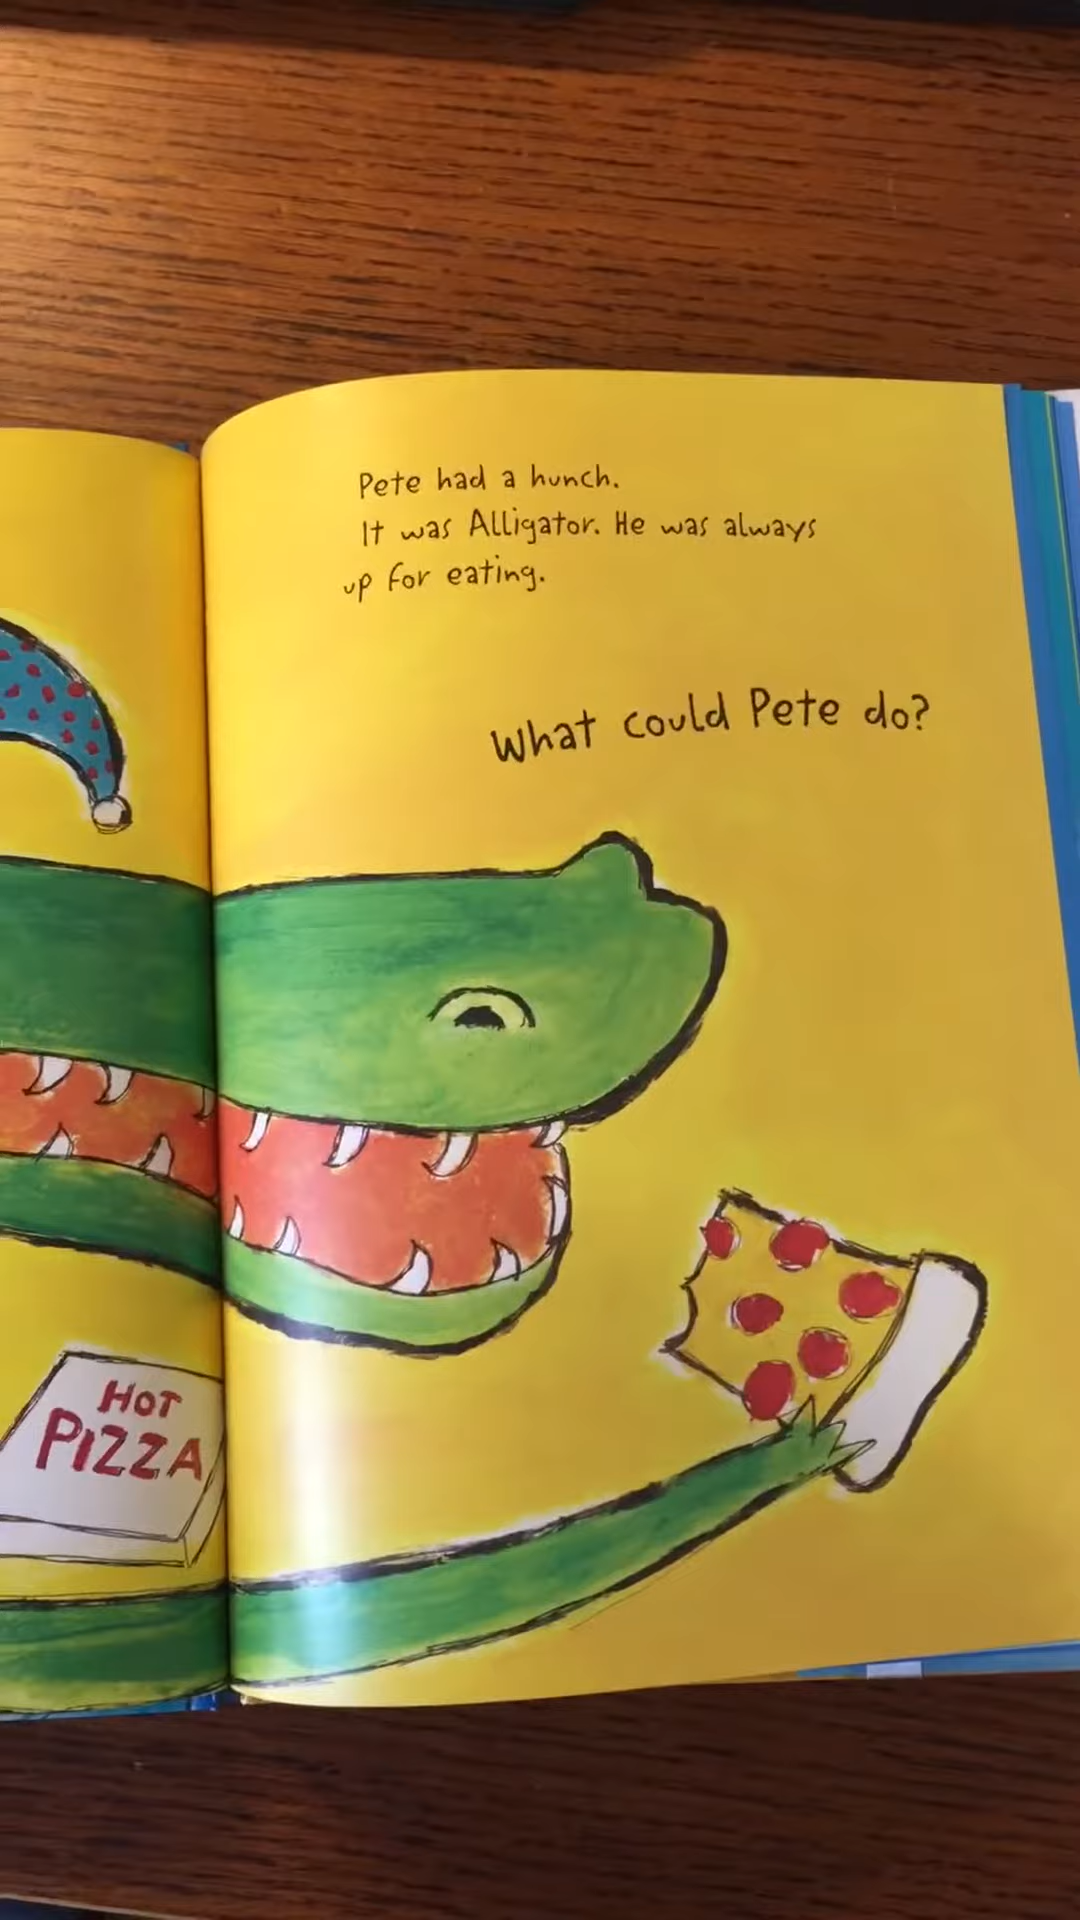 Pete had a hunch.
It was Alligator. He was always
up for eating.
What could Pete do?
HOT
PIZZA